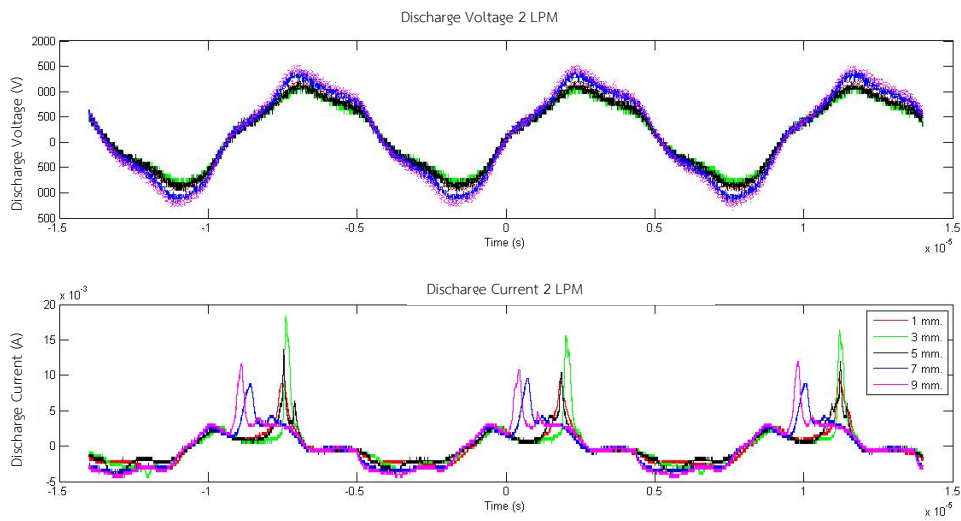 Discharge Voltage 2 LPM
Discharge Voltage (V)
2000
500
000
500
0
500
000
500
-1.5
-1
-0.5
0
0.5
1
1.5
Time (s)
x 10⁻⁵
Discharge Current 2 LPM
Discharge Current (A)
x 10⁻³
20
15
10
5
0
-5
1 mm.
3 mm.
5 mm.
7 mm.
9 mm.
-1.5
-1
-0.5
0
0.5
1
1.5
Time (s)
x 10⁻⁵